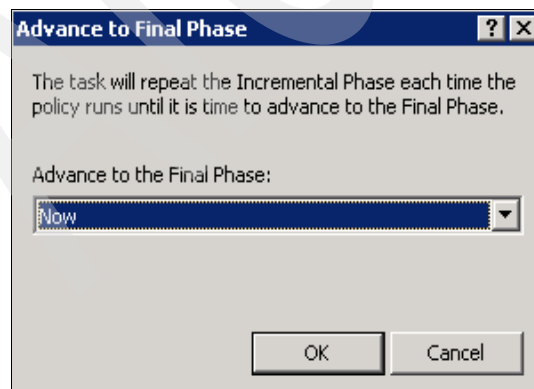 Advance to Final Phase
The task will repeat the Incremental Phase each time the
policy runs until it is time to advance to the Final Phase.
Advance to the Final Phase:
Now
OK Cancel